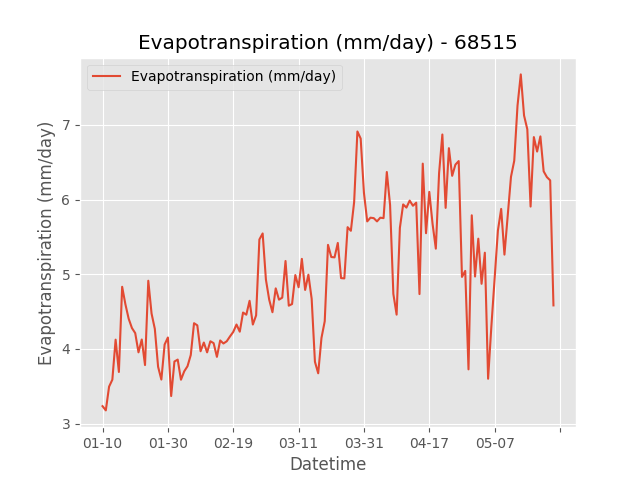 Evapotranspiration (mm/day) - 68515
Evapotranspiration (mm/day)
Evapotranspiration (mm/day)
7
6
5
4
3
01-10 01-30 02-19 03-11 03-31 04-17 05-07
Datetime